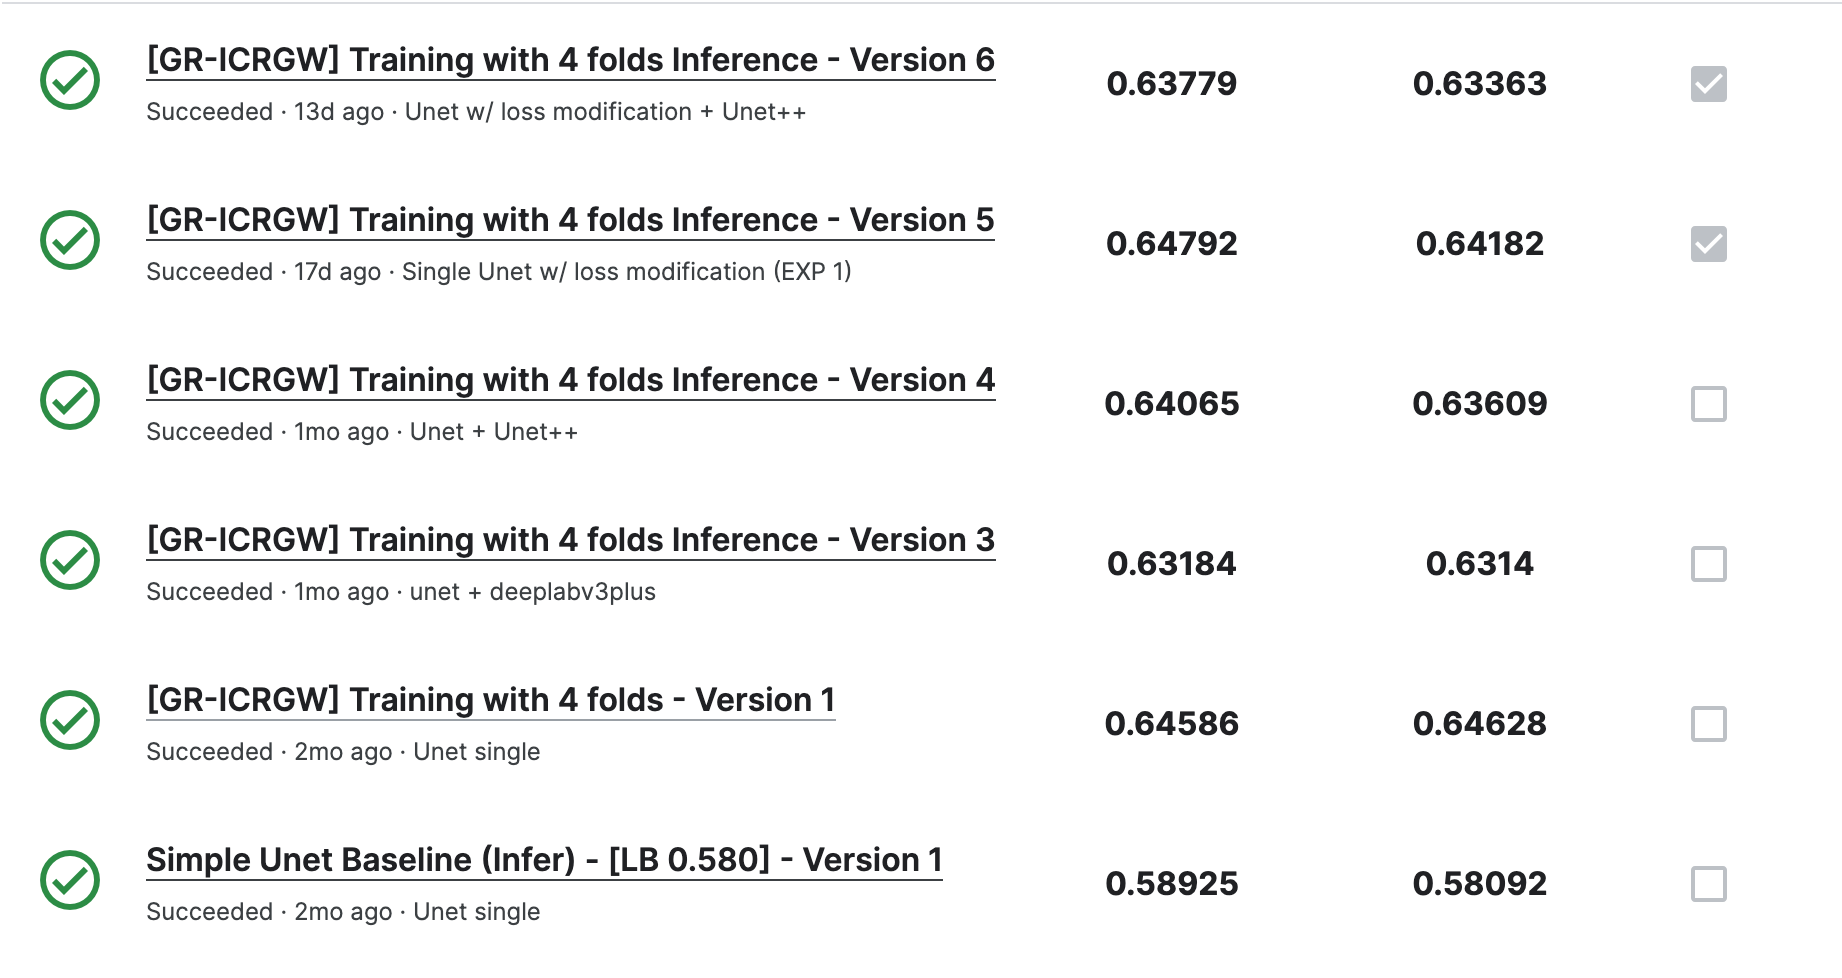 [GR-ICRGW] Training with 4 folds Inference - Version 6
0.63779
0.63363
Succeeded · 13d ago · Unet w/ loss modification + Unet++
[GR-ICRGW] Training with 4 folds Inference - Version 5
0.64792
0.64182
Succeeded · 17d ago · Single Unet w/ loss modification (EXP 1)
[GR-ICRGW] Training with 4 folds Inference - Version 4
0.64065
0.63609
Succeeded · 1mo ago · Unet + Unet++
[GR-ICRGW] Training with 4 folds Inference - Version 3
0.63184
0.6314
Succeeded · 1mo ago · unet + deeplabv3plus
[GR-ICRGW] Training with 4 folds - Version 1
0.64586
0.64628
Succeeded · 2mo ago · Unet single
Simple Unet Baseline (Infer) - [LB 0.580] - Version 1
0.58925
0.58092
Succeeded · 2mo ago · Unet single